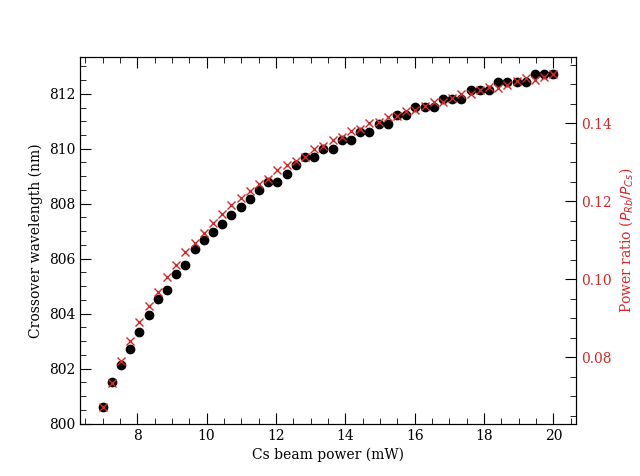 812
810
808
806
804
802
800
Crossover wavelength (nm)
8 10 12 14 16 18 20
Cs beam power (mW)
0.14
0.12
0.10
0.08
Power ratio (P_Rb/P_Cs)